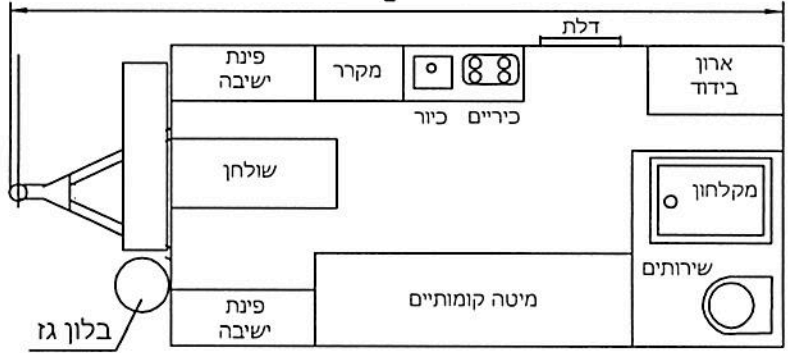 דלת
ארון
בידוד
כיריים
כיור
מקרר
פינת
ישיבה
שולחן
מקלחון
שירותים
מיטה קומותיים
פינת
ישיבה
בלון גז